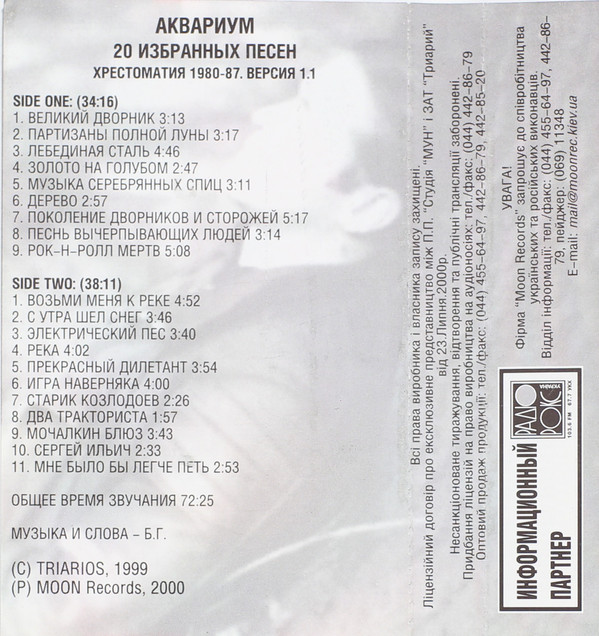 АКВАРИУМ
20 ИЗБРАННЫХ ПЕСЕН
ХРЕСТОМАТИЯ 1980-87. ВЕРСИЯ 1.1
SIDE ONE: (34:16)
1. ВЕЛИКИЙ ДВОРНИК 3:13
2. ПАРТИЗАНЫ ПОЛНОЙ ЛУНЫ 3:17
3. ЛЕБЕДИНАЯ СТАЛЬ 4:46
4. ЗОЛОТО НА ГОЛУБОМ 2:47
5. МУЗЫКА СЕРЕБРЯННЫХ СПИЦ 3:11
6. ДЕРЕВО 2:57
7. ПОКОЛЕНИЕ ДВОРНИКОВ И СТОРОЖЕЙ 5:17
8. ПЕСНЬ ВЫЧЕРПЫВАЮЩИХ ЛЮДЕЙ 3:14
9. РОК-Н-РОЛЛ МЕРТВ 5:08
SIDE TWO: (38:11)
1. ВОЗЬМИ МЕНЯ К РЕКЕ 4:52
2. С УТРА ШЕЛ СНЕГ 3:46
3. ЭЛЕКТРИЧЕСКИЙ ПЕС 3:40
4. РЕКА 4:02
5. ПРЕКРАСНЫЙ ДИЛЕТАНТ 3:54
6. ИГРА НАВЕРНЯКА 4:00
7. СТАРИК КОЗЛОДОЕВ 2:26
8. ДВА ТРАКТОРИСТА 1:57
9. МОЧАЛКИН БЛЮЗ 3:43
10. СЕРГЕЙ ИЛЬИЧ 2:33
11. МНЕ БЫЛО БЫ ЛЕГЧЕ ПЕТЬ 2:53
ОБЩЕЕ ВРЕМЯ ЗВУЧАНИЯ 72:25
МУЗЫКА И СЛОВА – Б.Г.
(C) TRIARIOS, 1999
(P) MOON Records, 2000
Всі права виробника і власника запису захищені.
Ліцензійний договір про ексклюзивне представництво між П.П. "Студія "МУН" і ЗАТ "Триарий"
від 23 Липня.2000р.
Несанкціоноване тиражування, відтворення та публічні трансляції заборонені.
Придбання ліцензій на право виробництва на аудіоносіях: тел./факс: (044) 442-86-79
Оптовий продаж продукції: тел./факс: (044) 455-64-97, 442-86-79, 442-85-20
УВАГА!
Фірма "Moon Records" запрошує до співробітництва
українських та російських виконавців.
Відділ інформації: тел./факс: (044) 455-64-97, 442-86-
79, пейджер: (069) 11348
E-mail: mail@moonrec.kiev.ua
ИНФОРМАЦИОННЫЙ
ПАРТНЕР
РАДІО
РОКС
УКРАЇНА
103,6 FM 67,7 УКХ